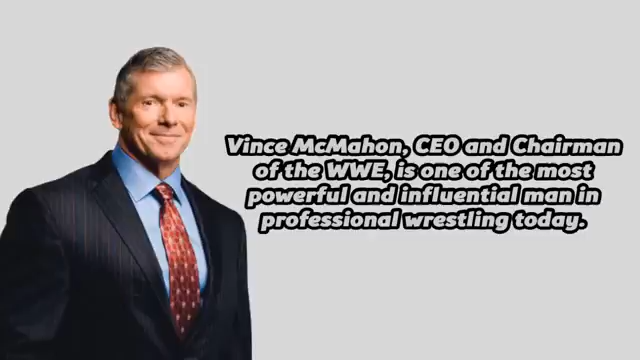 Vince McMahon, CEO and Chairman
of the WWE, is one of the most
powerful and influential man in
professional wrestling today.